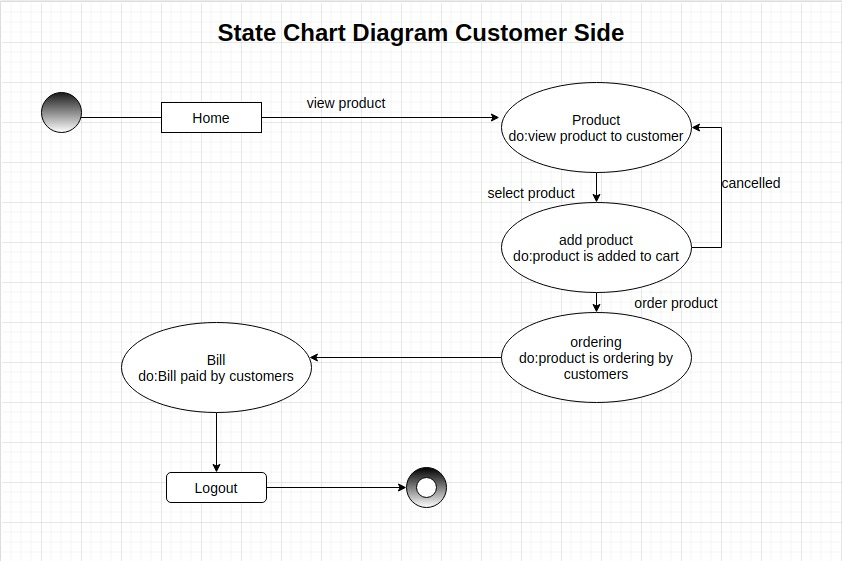 State Chart Diagram Customer Side
Home
view product
Product
do:view product to customer
cancelled
select product
add product
do:product is added to cart
order product
ordering
do:product is ordering by
customers
Bill
do:Bill paid by customers
Logout